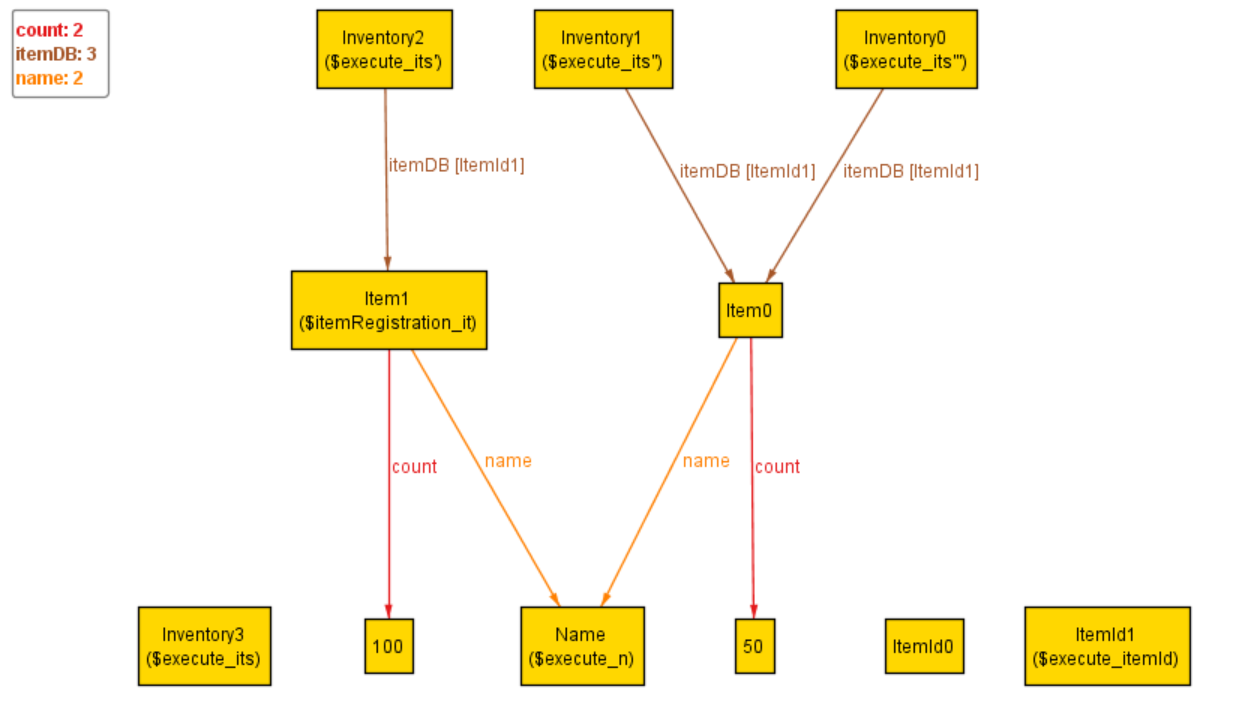 count: 2
itemDB: 3
name: 2
Inventory2
($execute_its')
Inventory1
($execute_its'')
Inventory0
($execute_its''')
itemDB [ItemId1]
itemDB [ItemId1]
itemDB [ItemId1]
Item1
($itemRegistration_it)
Item0
count
name
name
count
Inventory3
($execute_its)
100
Name
($execute_n)
50
ItemId0
ItemId1
($execute_itemId)